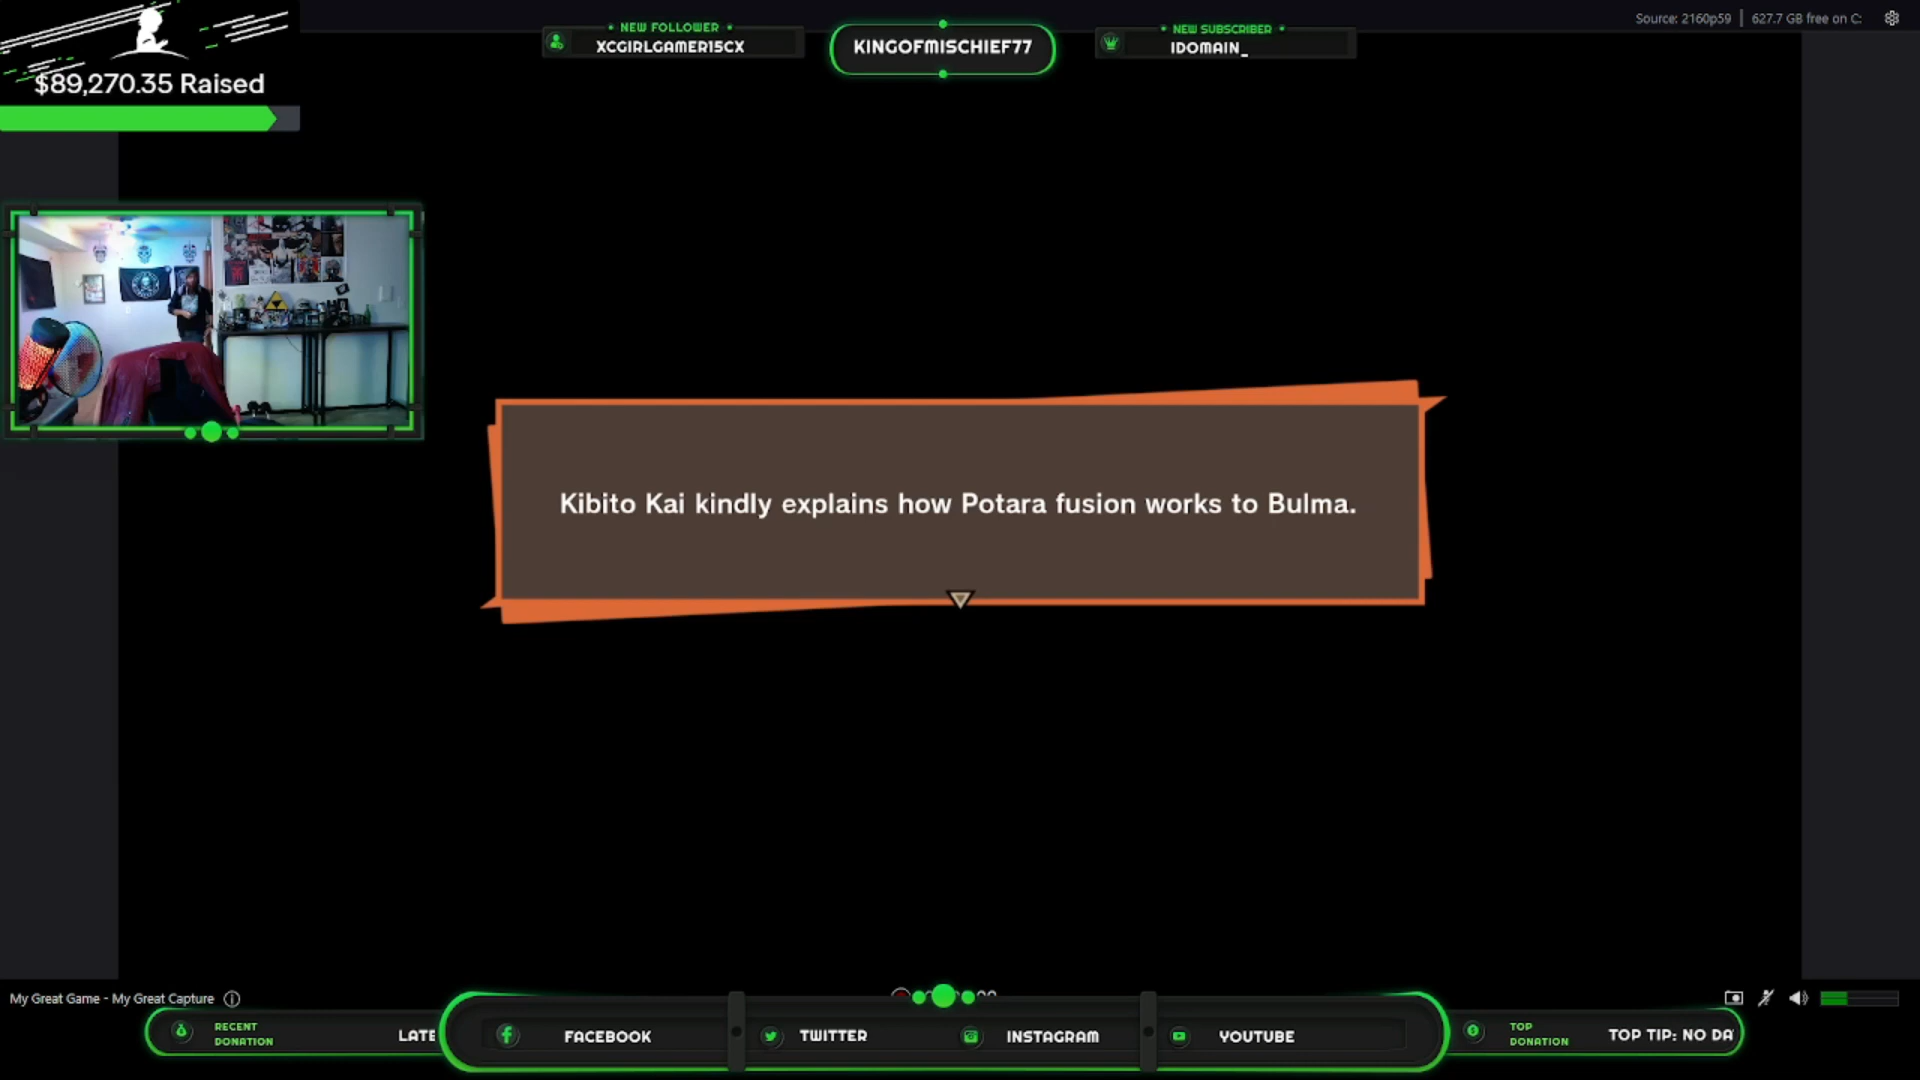 Source: 2160p59 | 627.7 GB free on C:
NEW FOLLOWER
XCGIRLGAMER15CX
KINGOFMISCHIEF77
NEW SUBSCRIBER
IDOMAIN_
$89,270.35 Raised
Kibito Kai kindly explains how Potara fusion works to Bulma.
My Great Game - My Great Capture
RECENT
DONATION
LATE
FACEBOOK
TWITTER
INSTAGRAM
YOUTUBE
TOP
DONATION
TOP TIP: NO DA